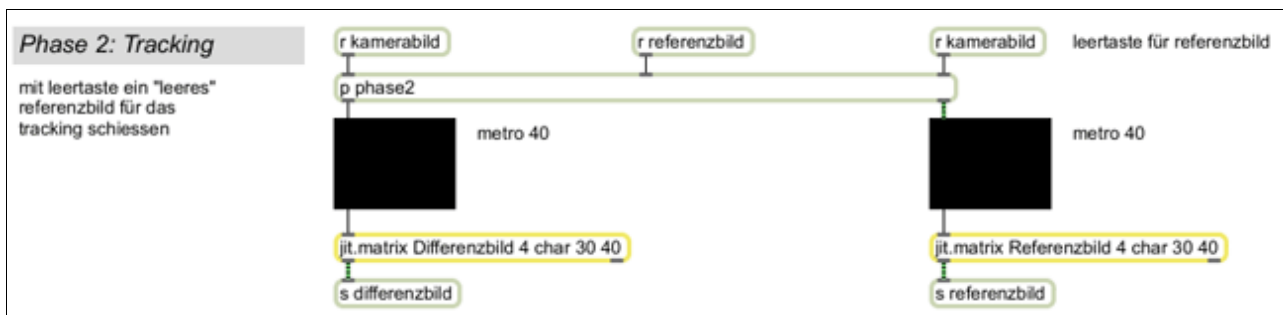 Phase 2: Tracking
mit leertaste ein "leeres"
referenzbild für das
tracking schiessen
r kamerabild
r referenzbild
r kamerabild
leertaste für referenzbild
p phase2
metro 40
metro 40
jit.matrix Differenzbild 4 char 30 40
jit.matrix Referenzbild 4 char 30 40
s differenzbild
s referenzbild